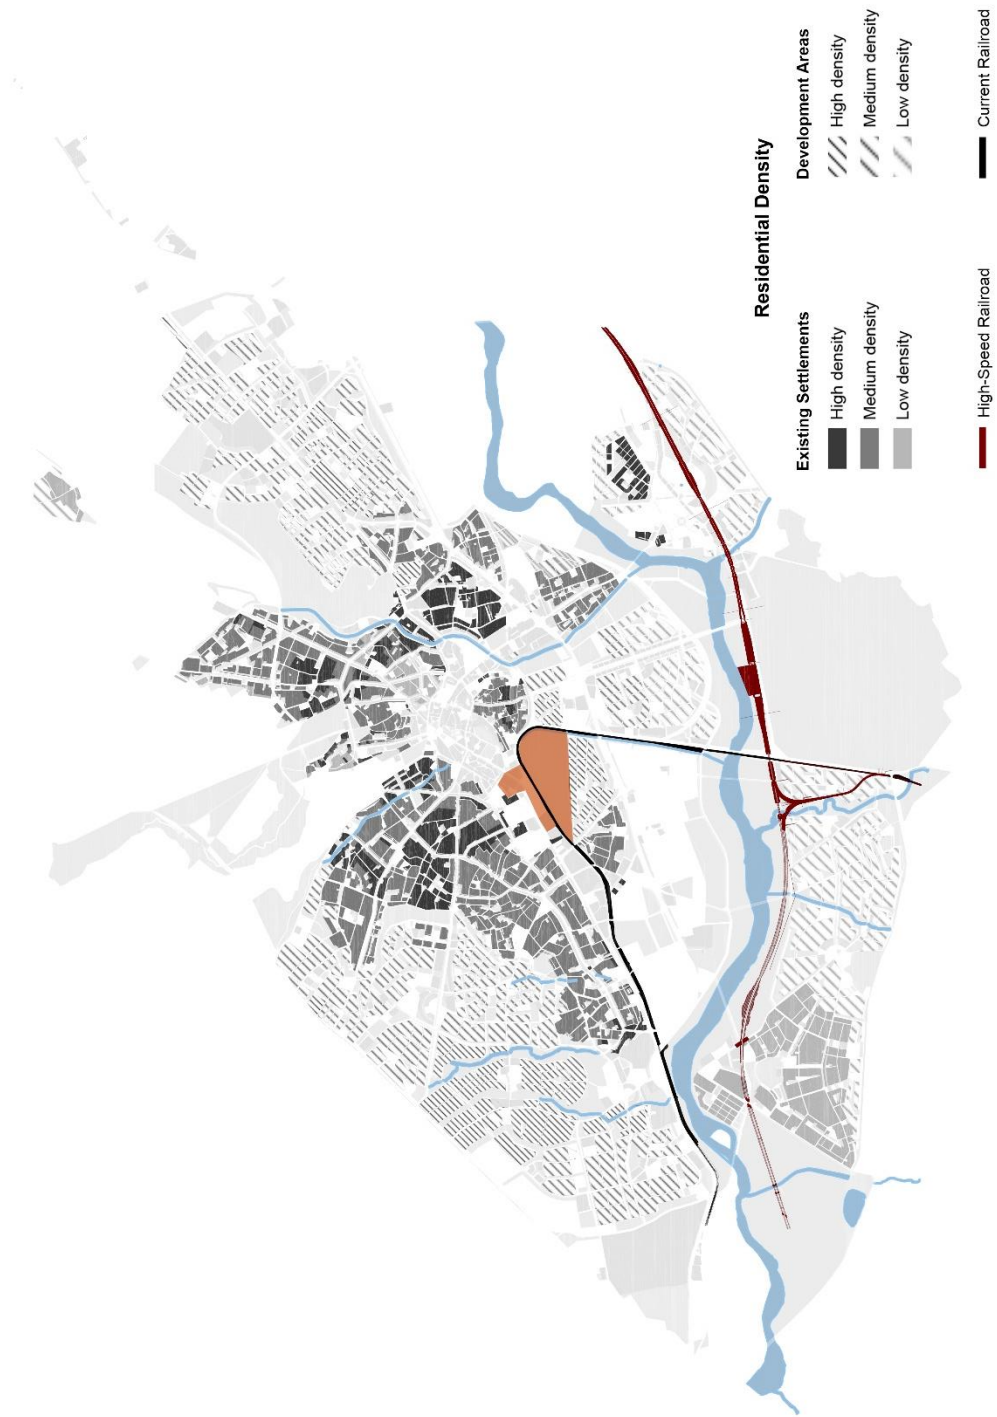 Residential Density
Existing Settlements
High density
Medium density
Low density
Development Areas
High density
Medium density
Low density
High-Speed Railroad
Current Railroad